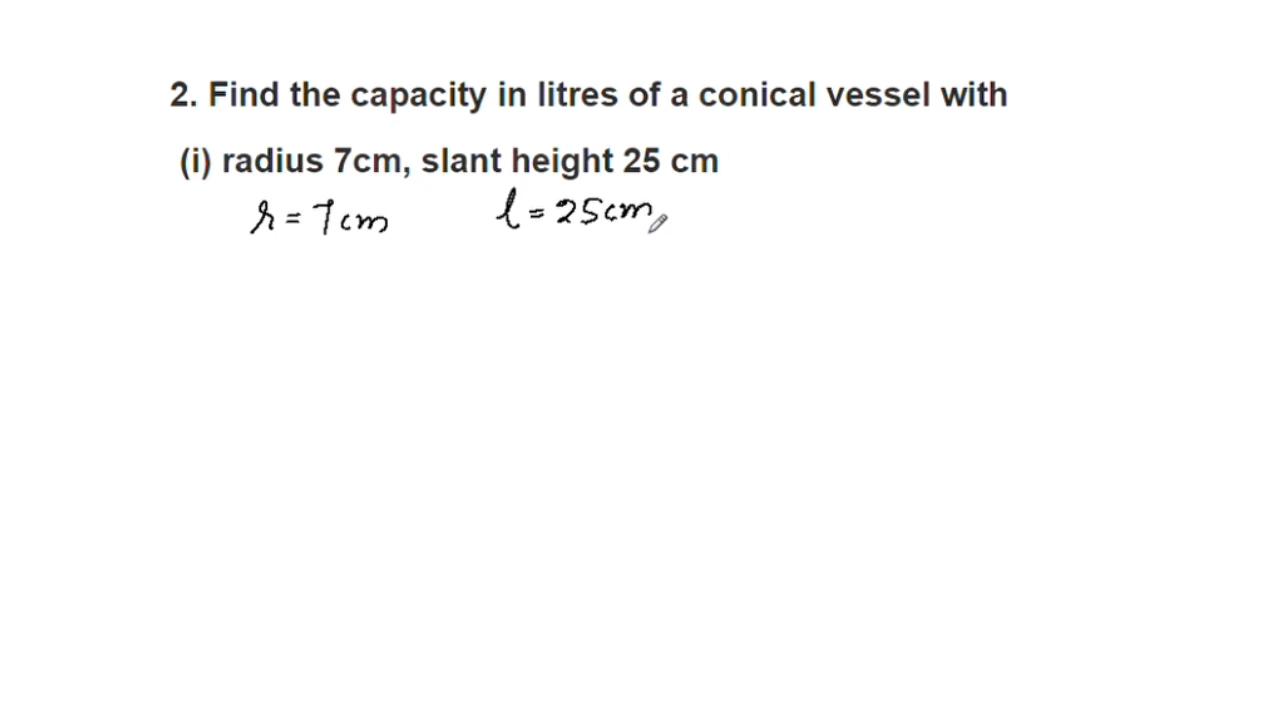 2. Find the capacity in litres of a conical vessel with
(i) radius 7cm, slant height 25 cm
r = 7cm l = 25cm